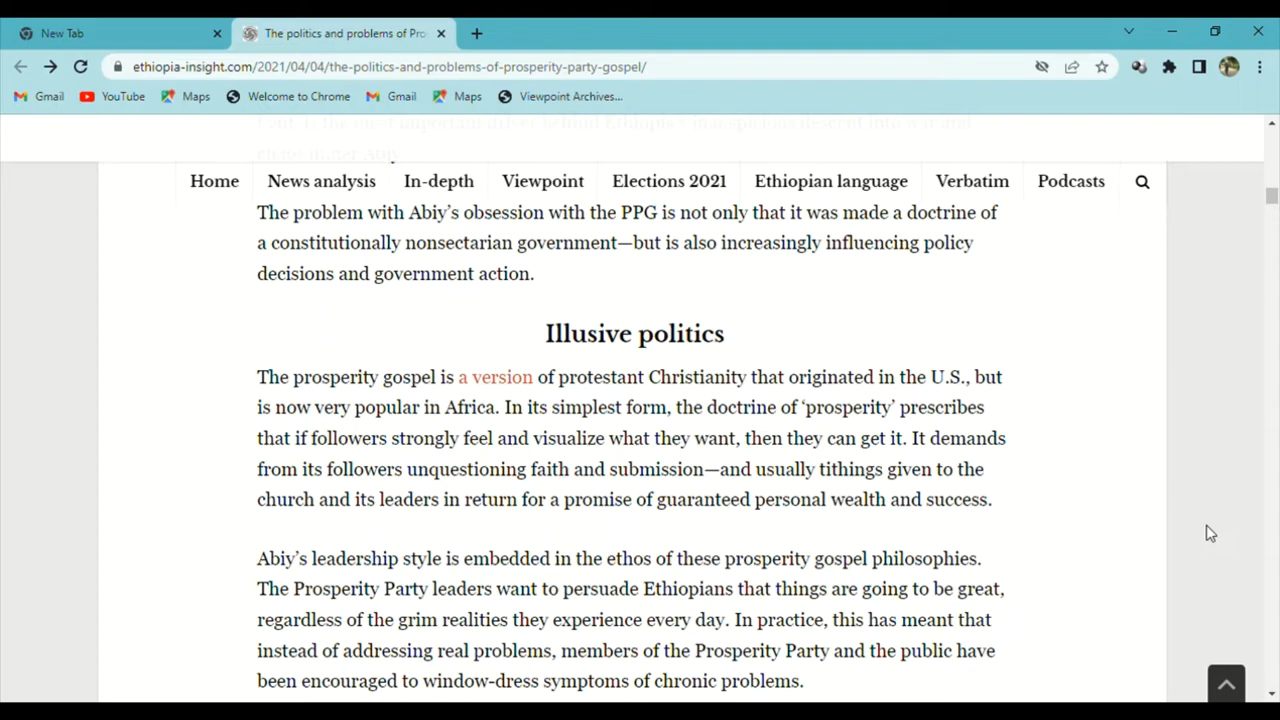 New Tab
The politics and problems of Pro
ethiopia-insight.com/2021/04/04/the-politics-and-problems-of-prosperity-party-gospel/
Gmail YouTube Maps Welcome to Chrome Gmail Maps Viewpoint Archives...
Home News analysis In-depth Viewpoint Elections 2021 Ethiopian language Verbatim Podcasts
The problem with Abiy’s obsession with the PPG is not only that it was made a doctrine of
a constitutionally nonsectarian government—but is also increasingly influencing policy
decisions and government action.
Illusive politics
The prosperity gospel is a version of protestant Christianity that originated in the U.S., but
is now very popular in Africa. In its simplest form, the doctrine of ‘prosperity’ prescribes
that if followers strongly feel and visualize what they want, then they can get it. It demands
from its followers unquestioning faith and submission—and usually tithings given to the
church and its leaders in return for a promise of guaranteed personal wealth and success.
Abiy’s leadership style is embedded in the ethos of these prosperity gospel philosophies.
The Prosperity Party leaders want to persuade Ethiopians that things are going to be great,
regardless of the grim realities they experience every day. In practice, this has meant that
instead of addressing real problems, members of the Prosperity Party and the public have
been encouraged to window-dress symptoms of chronic problems.